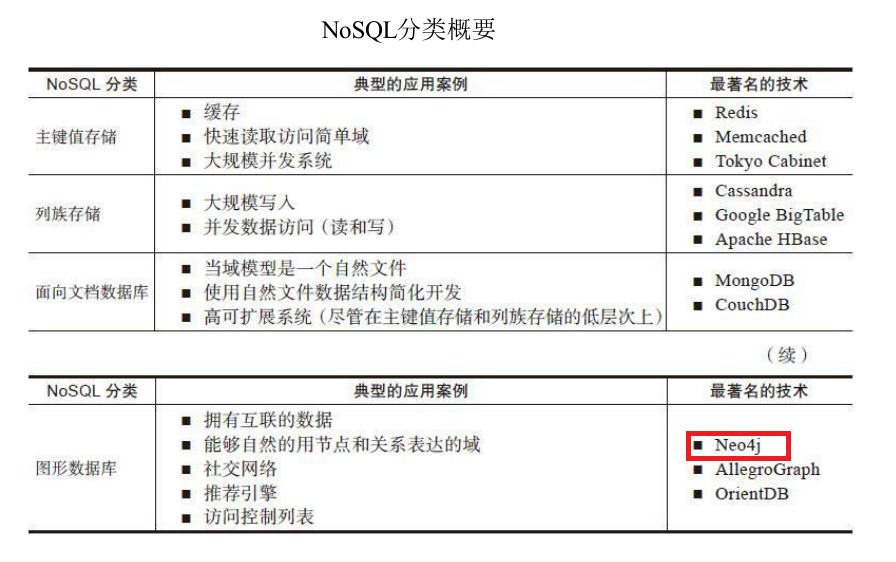 NoSQL分类概要
NoSQL 分类 典型的应用案例 最著名的技术
主键值存储
■ 缓存
■ 快速读取访问简单域
■ 大规模并发系统
■ Redis
■ Memcached
■ Tokyo Cabinet
列族存储
■ 大规模写入
■ 并发数据访问（读和写）
■ Cassandra
■ Google BigTable
■ Apache HBase
面向文档数据库
■ 当域模型是一个自然文件
■ 使用自然文件数据结构简化开发
■ 高可扩展系统（尽管在主键值存储和列族存储的低层次上）
■ MongoDB
■ CouchDB
（续）
NoSQL 分类 典型的应用案例 最著名的技术
图形数据库
■ 拥有互联的数据
■ 能够自然的用节点和关系表达的域
■ 社交网络
■ 推荐引擎
■ 访问控制列表
■ Neo4j
■ AllegroGraph
■ OrientDB